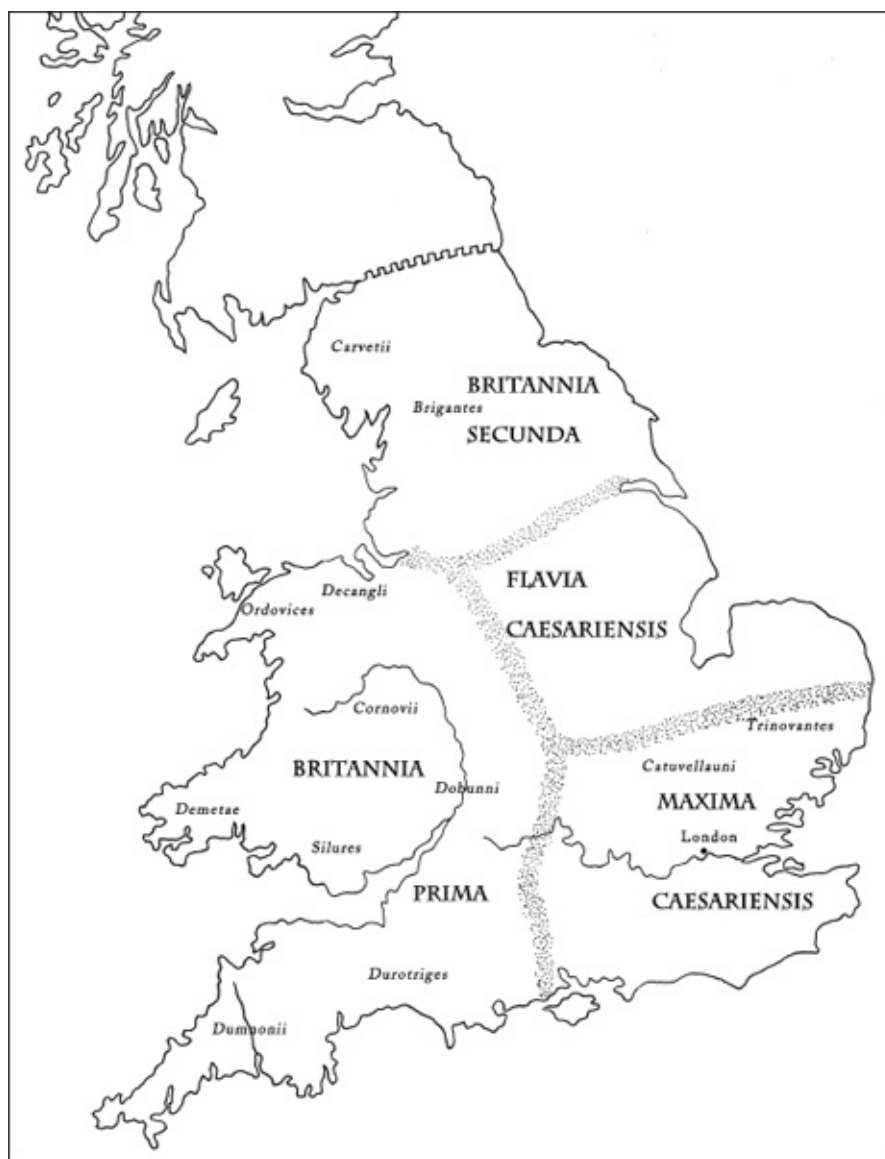 Carvetii
BRITANNIA
Brigantes
SECUNDA
FLAVIA
Decangli
Ordovices
CAESARIENSIS
Cornovii
Trinovantes
BRITANNIA
Catuvellauni
Dobunni
MAXIMA
Demetae
London
Silures
PRIMA
CAESARIENSIS
Durotriges
Dumnonii